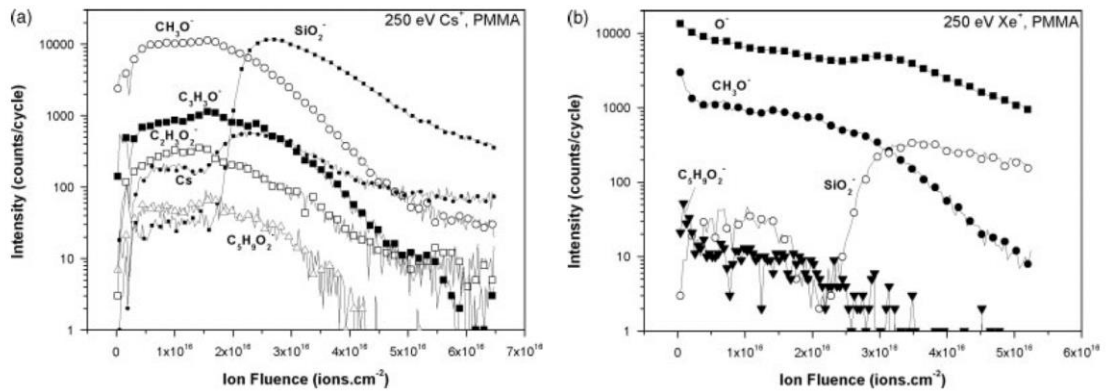 (a)
250 eV Cs⁺, PMMA
CH₃O⁻
SiO₂⁻
C₃H₃O⁻
C₂H₃O₂⁻
Cs⁻
C₅H₉O₂⁻
Intensity (counts/cycle)
10000
1000
100
10
1
0
1x10¹⁶
2x10¹⁶
3x10¹⁶
4x10¹⁶
5x10¹⁶
6x10¹⁶
7x10¹⁶
Ion Fluence (ions.cm⁻²)
(b)
250 eV Xe⁺, PMMA
O⁻
CH₃O⁻
C₅H₉O₂⁻
SiO₂⁻
Intensity (counts/cycle)
10000
1000
100
10
1
0
1x10¹⁶
2x10¹⁶
3x10¹⁶
4x10¹⁶
5x10¹⁶
6x10¹⁶
Ion Fluence (ions.cm⁻²)